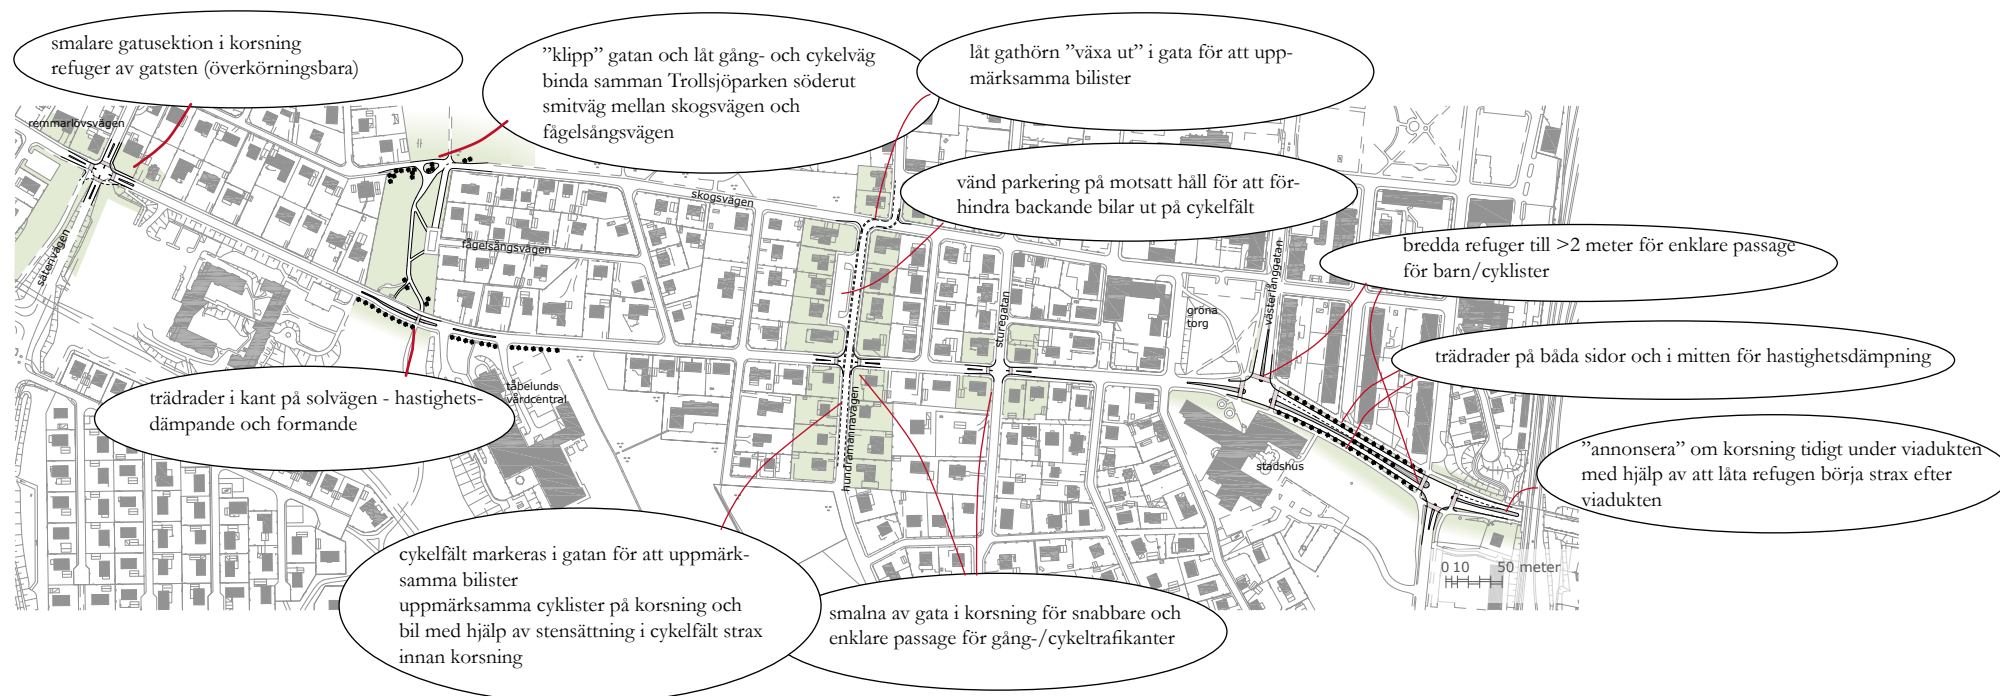 smalare gatusektion i korsning
refuger av gatsten (överkörningsbara)
”klipp” gatan och låt gång- och cykelväg
binda samman Trollsjöparken söderut
smitväg mellan skogsvägen och
fågelsångsvägen
låt gathörn ”växa ut” i gata för att upp-
märksamma bilister
vänd parkering på motsatt håll för att för-
hindra backande bilar ut på cykelfält
bredda refuger till >2 meter för enklare passage
för barn/cyklister
trädrader på båda sidor och i mitten för hastighetsdämpning
”annonsera” om korsning tidigt under viadukten
med hjälp av att låta refugen börja strax efter
viadukten
trädrader i kant på solvägen - hastighets-
dämpande och formande
cykelfält markeras i gatan för att uppmärk-
samma bilister
uppmärksamma cyklister på korsning och
bil med hjälp av stensättning i cykelfält strax
innan korsning
smalna av gata i korsning för snabbare och
enklare passage för gång-/cykeltrafikanter
remmarlövsvägen
säterivägen
skogsvägen
fågelsångsvägen
tåbelunds
vårdcentral
hundramannavägen
sturegatan
gröna
torg
västerlånggatan
stadshus
0 10 50 meter